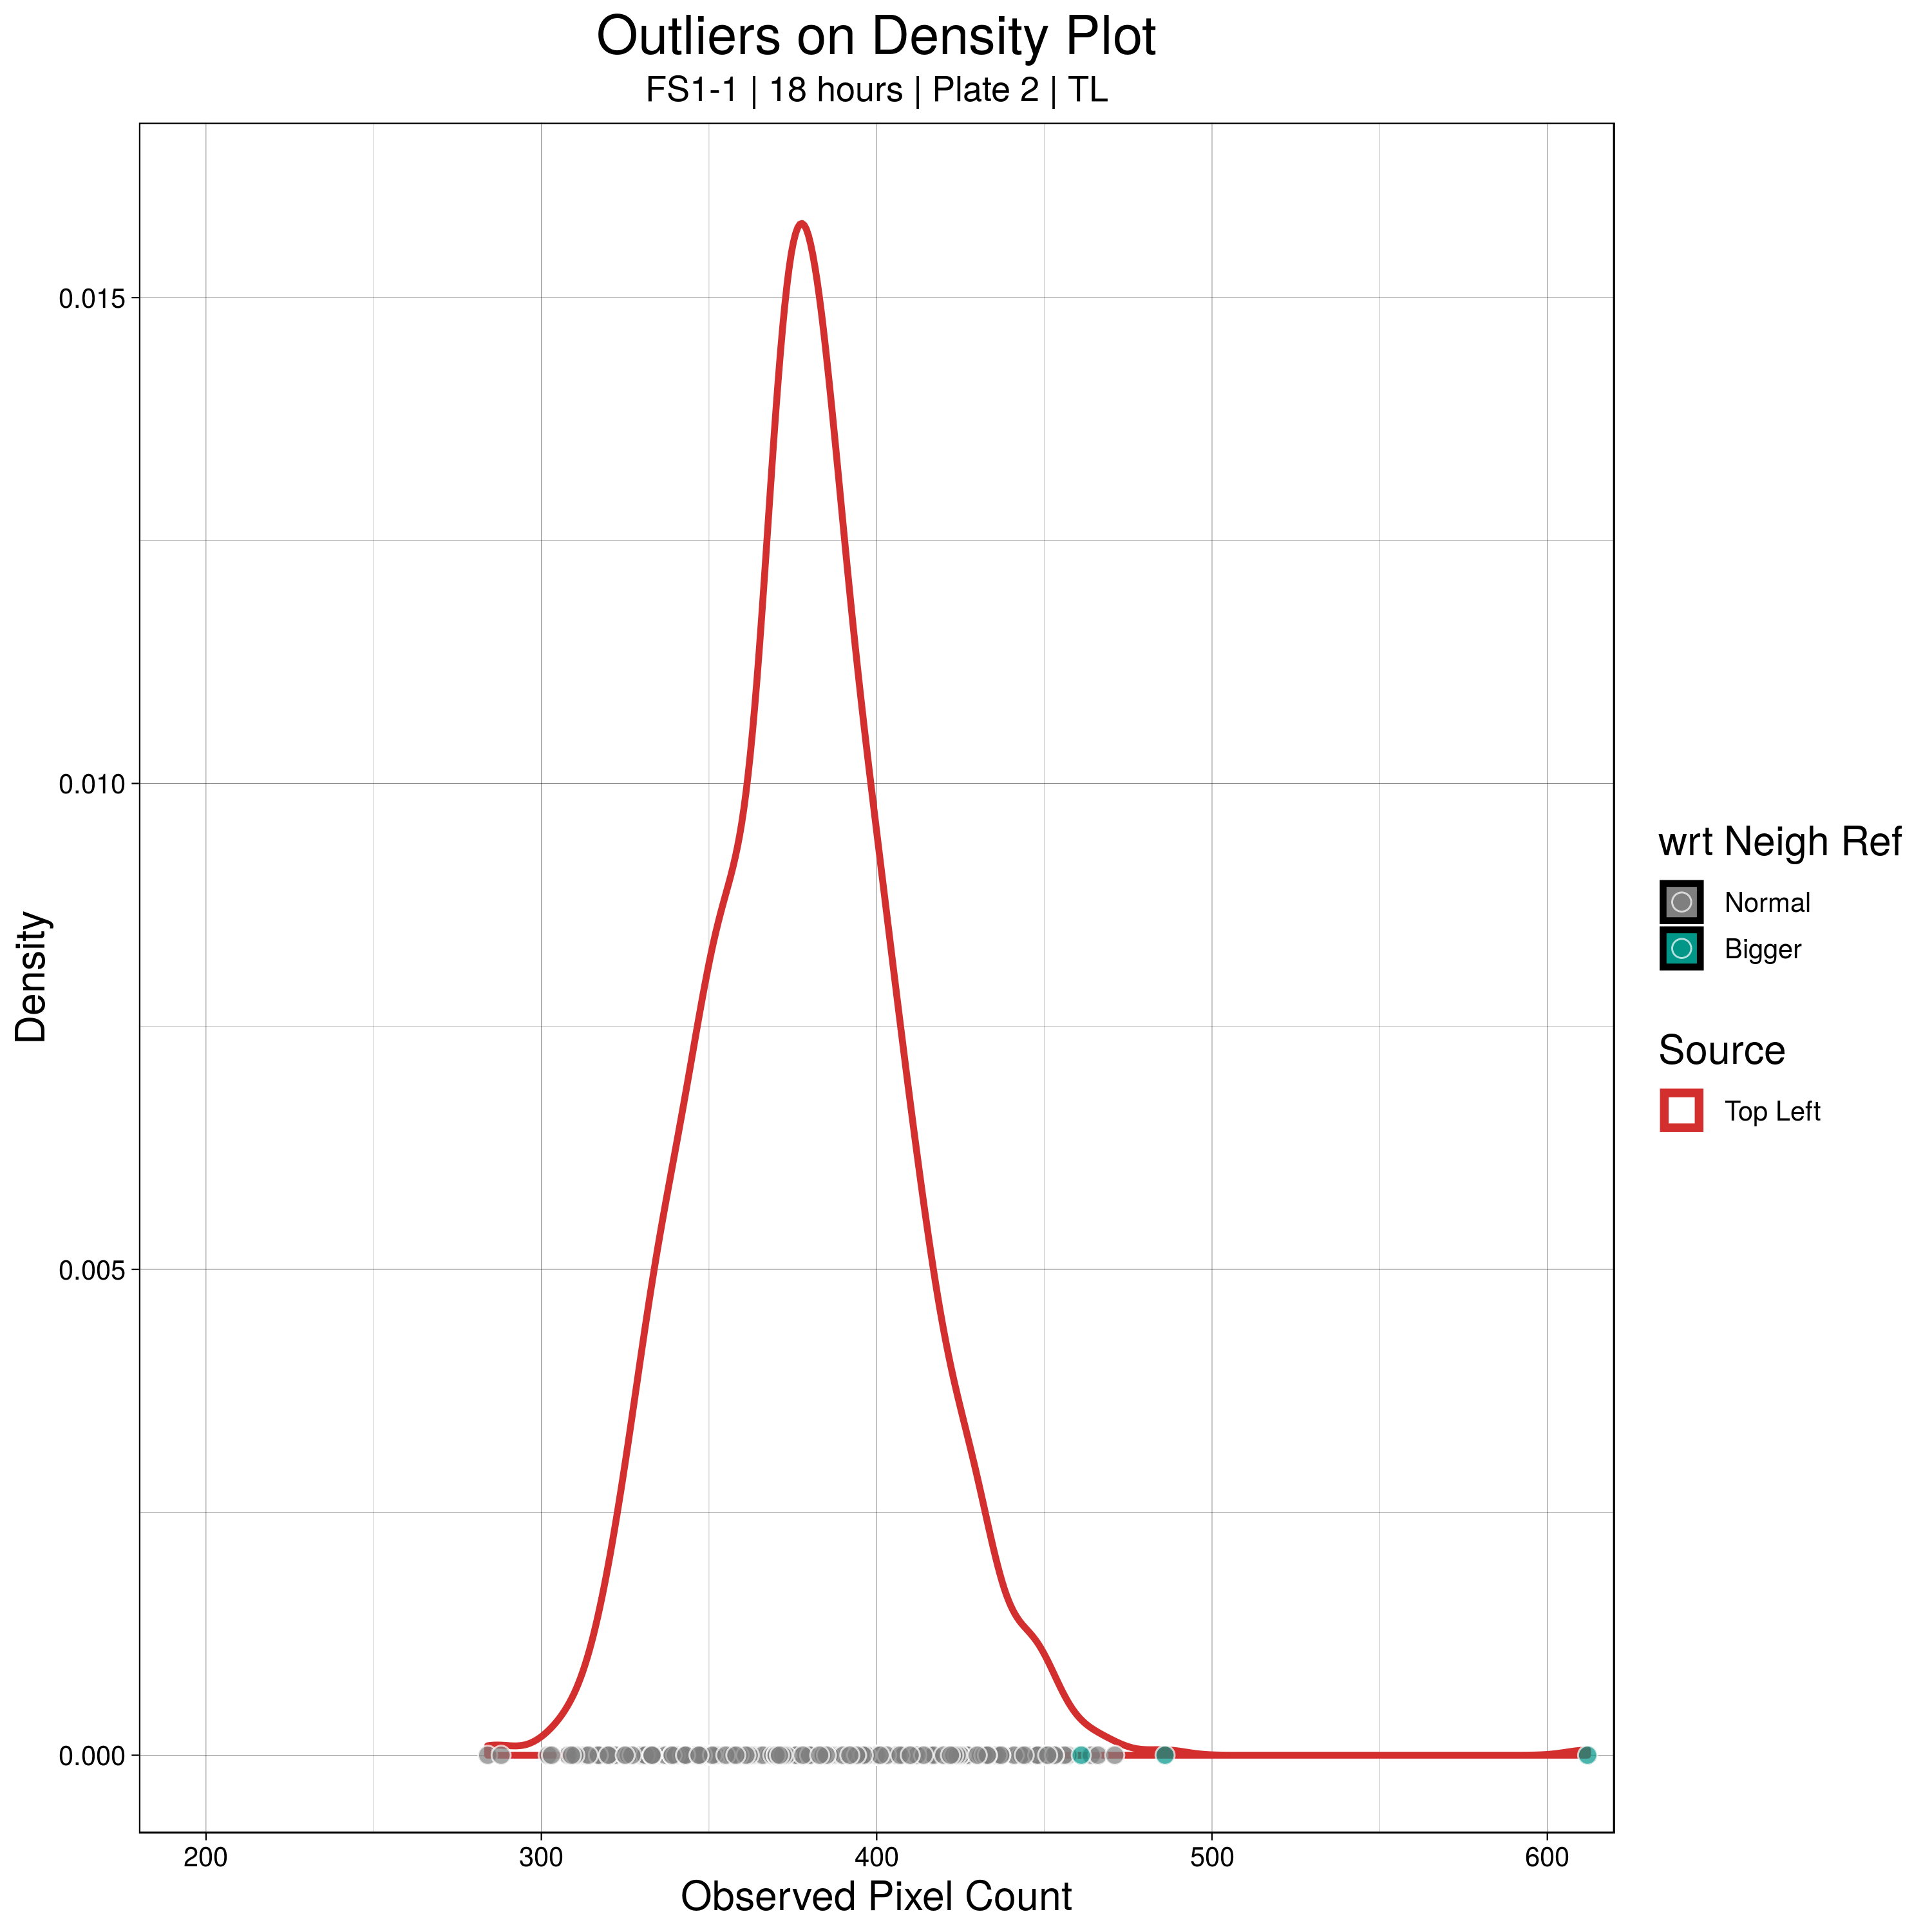 Outliers on Density Plot
FS1-1 | 18 hours | Plate 2 | TL
0.015
0.010
0.005
0.000
Density
200
300
400
500
600
Observed Pixel Count
wrt Neigh Ref
Normal
Bigger
Source
Top Left